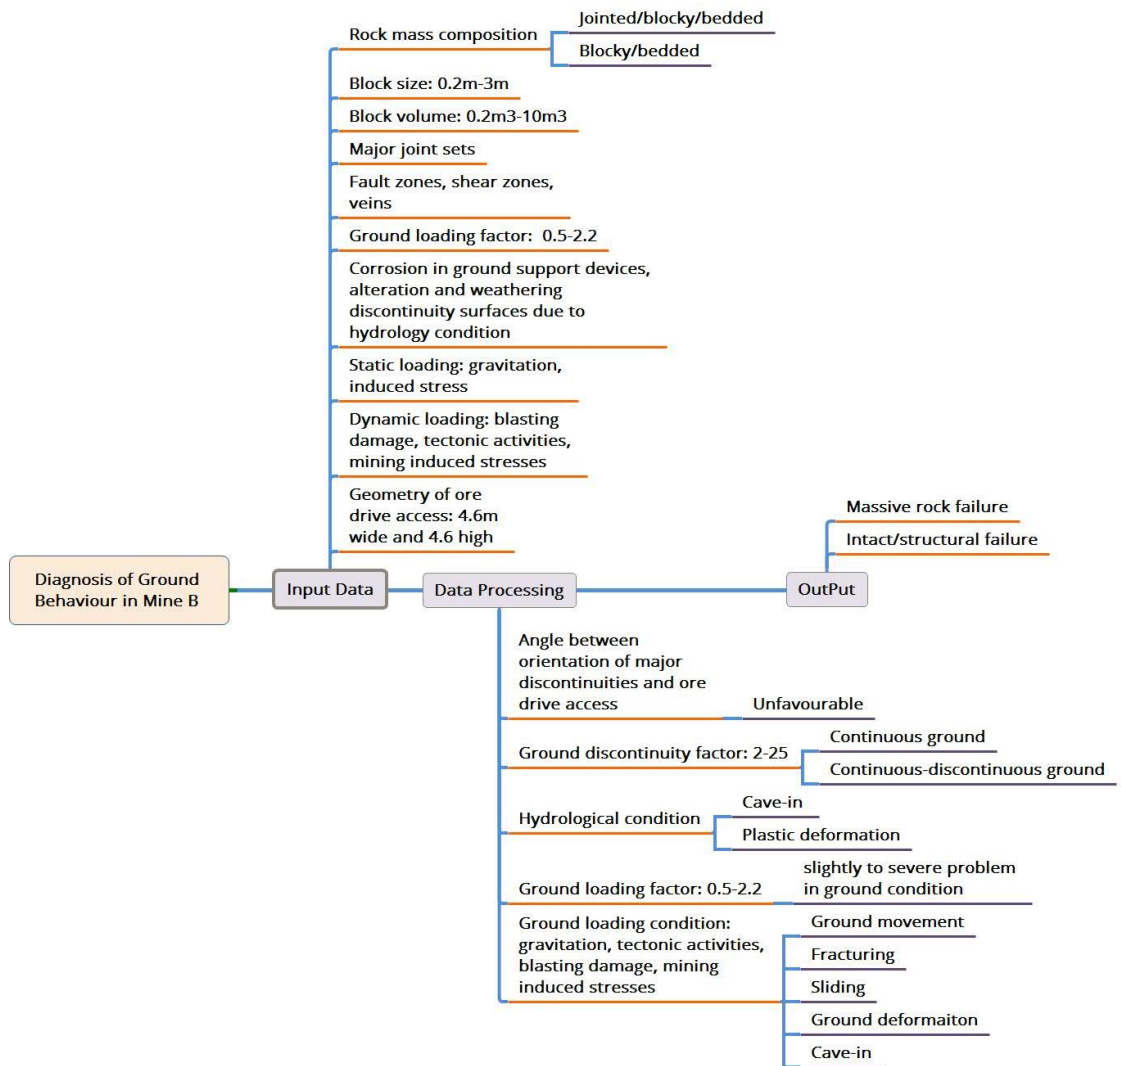 Jointed/blocky/bedded
Rock mass composition
Blocky/bedded
Block size: 0.2m-3m
Block volume: 0.2m3-10m3
Major joint sets
Fault zones, shear zones,
veins
Ground loading factor:  0.5-2.2
Corrosion in ground support devices,
alteration and weathering
discontinuity surfaces due to
hydrology condition
Static loading: gravitation,
induced stress
Dynamic loading: blasting
damage, tectonic activities,
mining induced stresses
Geometry of ore
drive access: 4.6m
wide and 4.6 high
Massive rock failure
Intact/structural failure
Diagnosis of Ground
Behaviour in Mine B
Input Data
Data Processing
OutPut
Angle between
orientation of major
discontinuities and ore
drive access
Unfavourable
Ground discontinuity factor: 2-25
Continuous ground
Continuous-discontinuous ground
Hydrological condition
Cave-in
Plastic deformation
Ground loading factor: 0.5-2.2
slightly to severe problem
in ground condition
Ground loading condition:
gravitation, tectonic activities,
blasting damage, mining
induced stresses
Ground movement
Fracturing
Sliding
Ground deformaiton
Cave-in